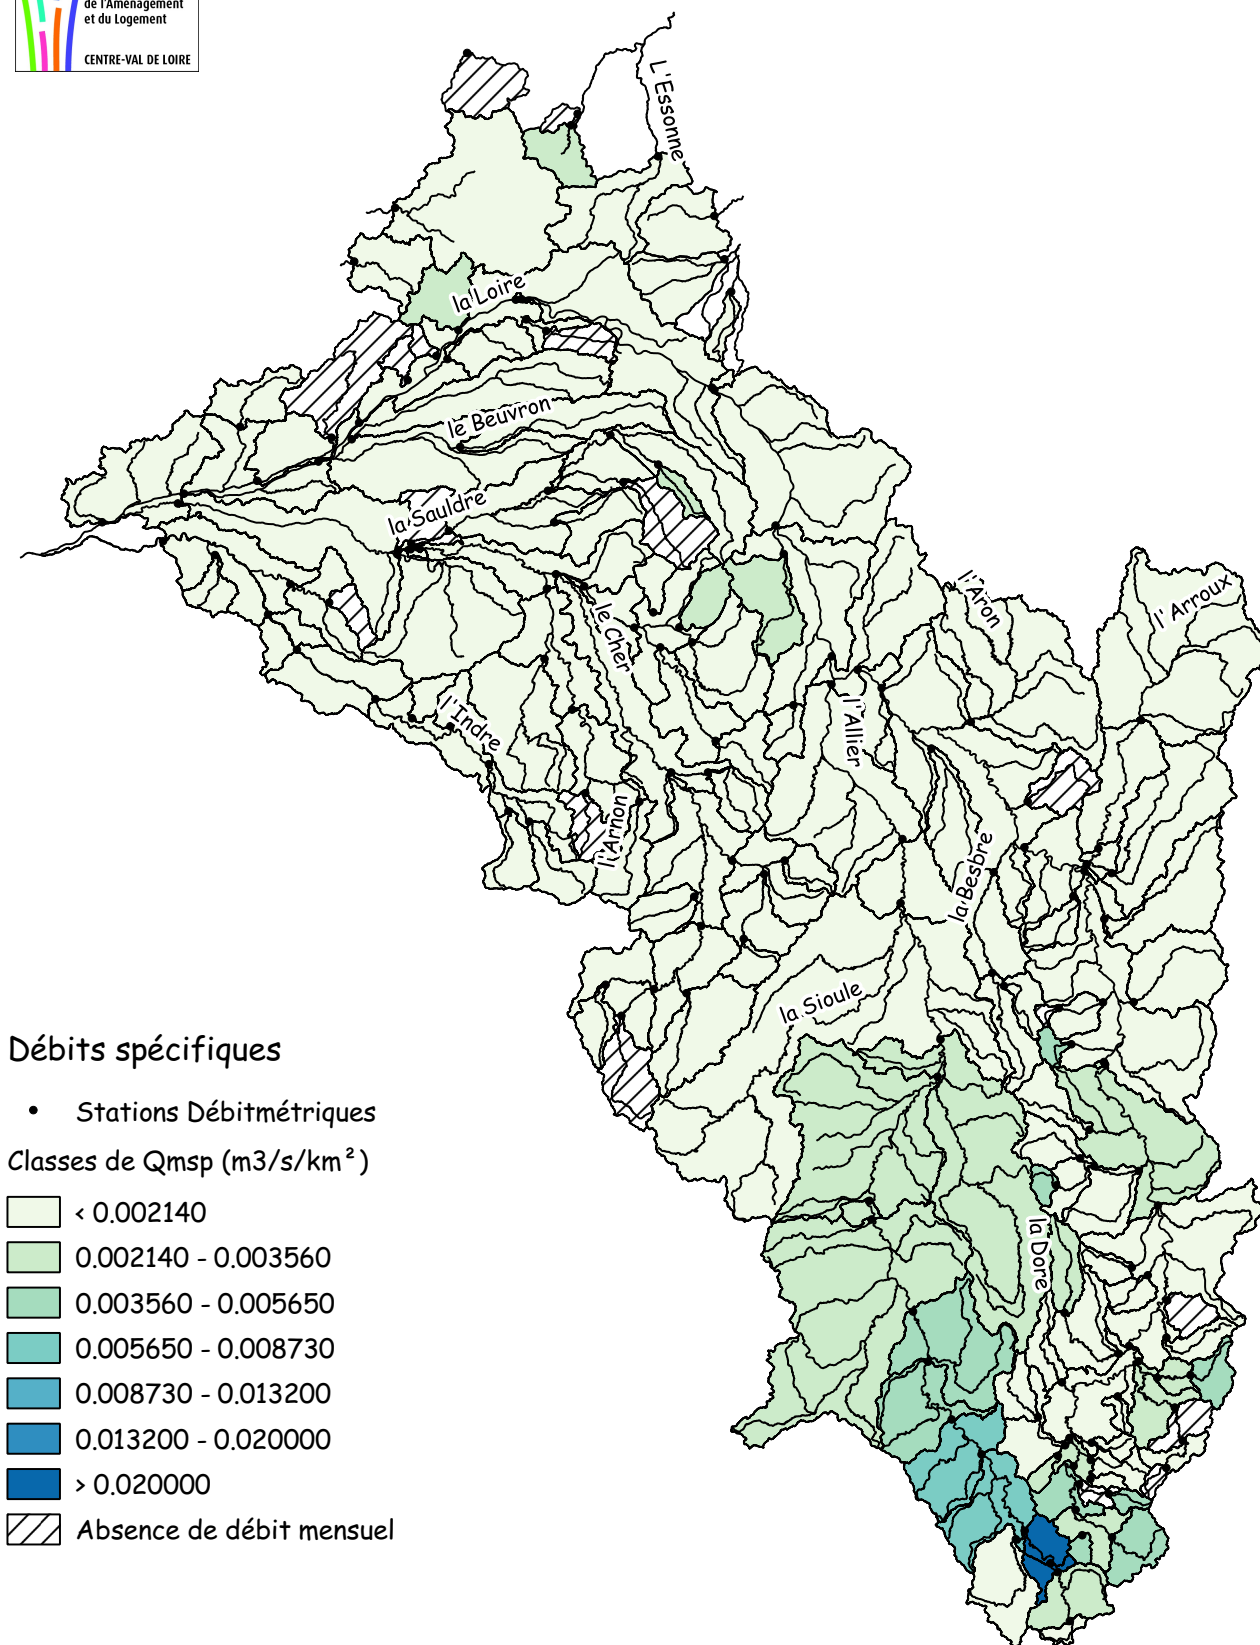 de l'Aménagement
et du Logement
CENTRE-VAL DE LOIRE
L'Essonne
la Loire
le Beuvron
la Sauldre
l'Aron
l' Arroux
le Cher
l'Indre
l'Allier
l'Arnon
la Besbre
la Sioule
la Dore
Débits spécifiques
Stations Débitmétriques
Classes de Qmsp (m3/s/km²)
< 0.002140
0.002140 - 0.003560
0.003560 - 0.005650
0.005650 - 0.008730
0.008730 - 0.013200
0.013200 - 0.020000
> 0.020000
Absence de débit mensuel